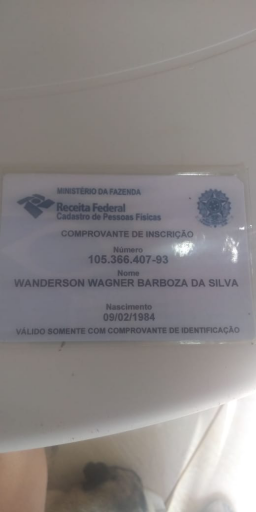 MINISTÉRIO DA FAZENDA
Receita Federal
Cadastro de Pessoas Físicas
COMPROVANTE DE INSCRIÇÃO
Número
105.366.407-93
Nome
WANDERSON WAGNER BARBOZA DA SILVA
Nascimento
09/02/1984
VÁLIDO SOMENTE COM COMPROVANTE DE IDENTIFICAÇÃO